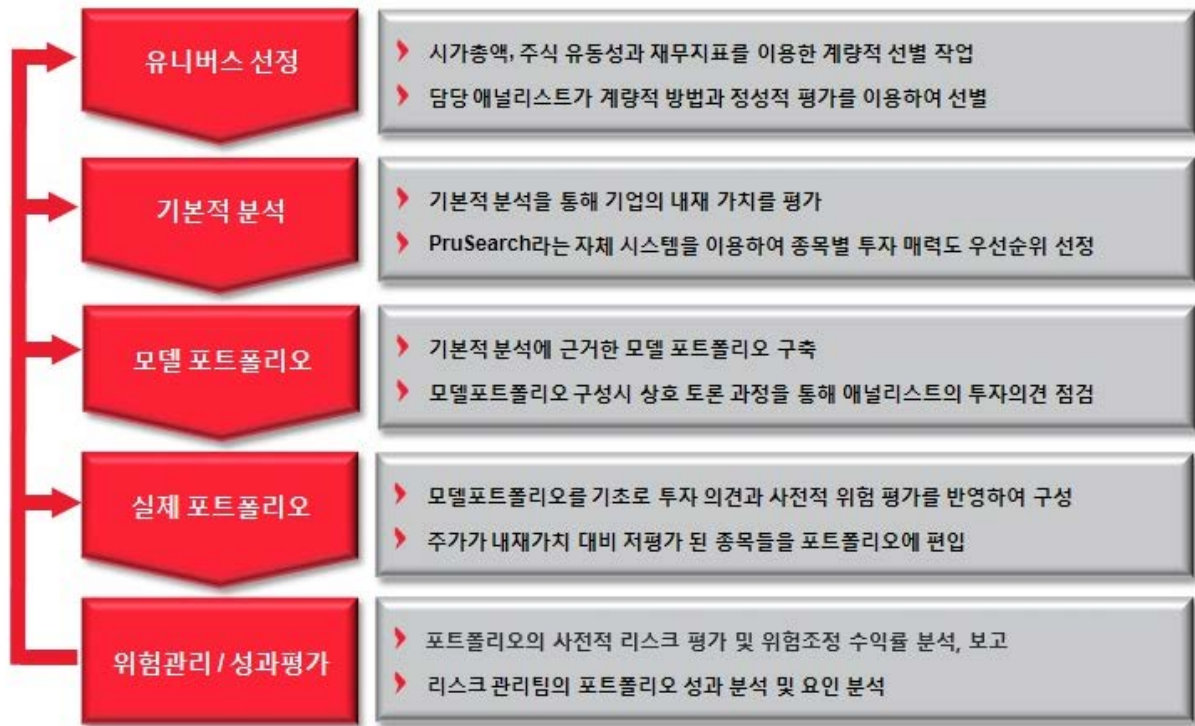 유니버스 선정
시가총액, 주식 유동성과 재무지표를 이용한 계량적 선별 작업
담당 애널리스트가 계량적 방법과 정성적 평가를 이용하여 선별
기본적 분석
기본적 분석을 통해 기업의 내재 가치를 평가
PruSearch라는 자체 시스템을 이용하여 종목별 투자 매력도 우선순위 선정
모델 포트폴리오
기본적 분석에 근거한 모델 포트폴리오 구축
모델포트폴리오 구성시 상호 토론 과정을 통해 애널리스트의 투자의견 점검
실제 포트폴리오
모델포트폴리오를 기초로 투자 의견과 사전적 위험 평가를 반영하여 구성
주가가 내재가치 대비 저평가 된 종목들을 포트폴리오에 편입
위험관리 / 성과평가
포트폴리오의 사전적 리스크 평가 및 위험조정 수익률 분석, 보고
리스크 관리팀의 포트폴리오 성과 분석 및 요인 분석